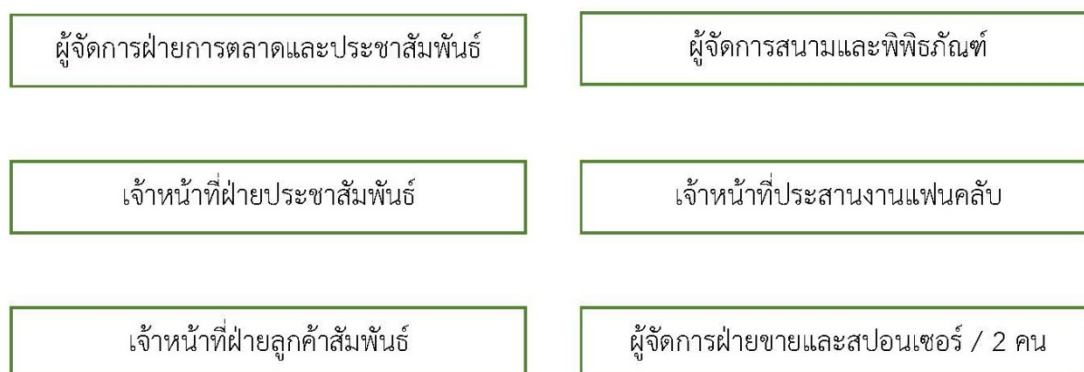 ผู้จัดการฝ่ายการตลาดและประชาสัมพันธ์
ผู้จัดการสนามและพิพิธภัณฑ์
เจ้าหน้าที่ฝ่ายประชาสัมพันธ์
เจ้าหน้าที่ประสานงานแฟนคลับ
เจ้าหน้าที่ฝ่ายลูกค้าสัมพันธ์
ผู้จัดการฝ่ายขายและสปอนเซอร์ / 2 คน